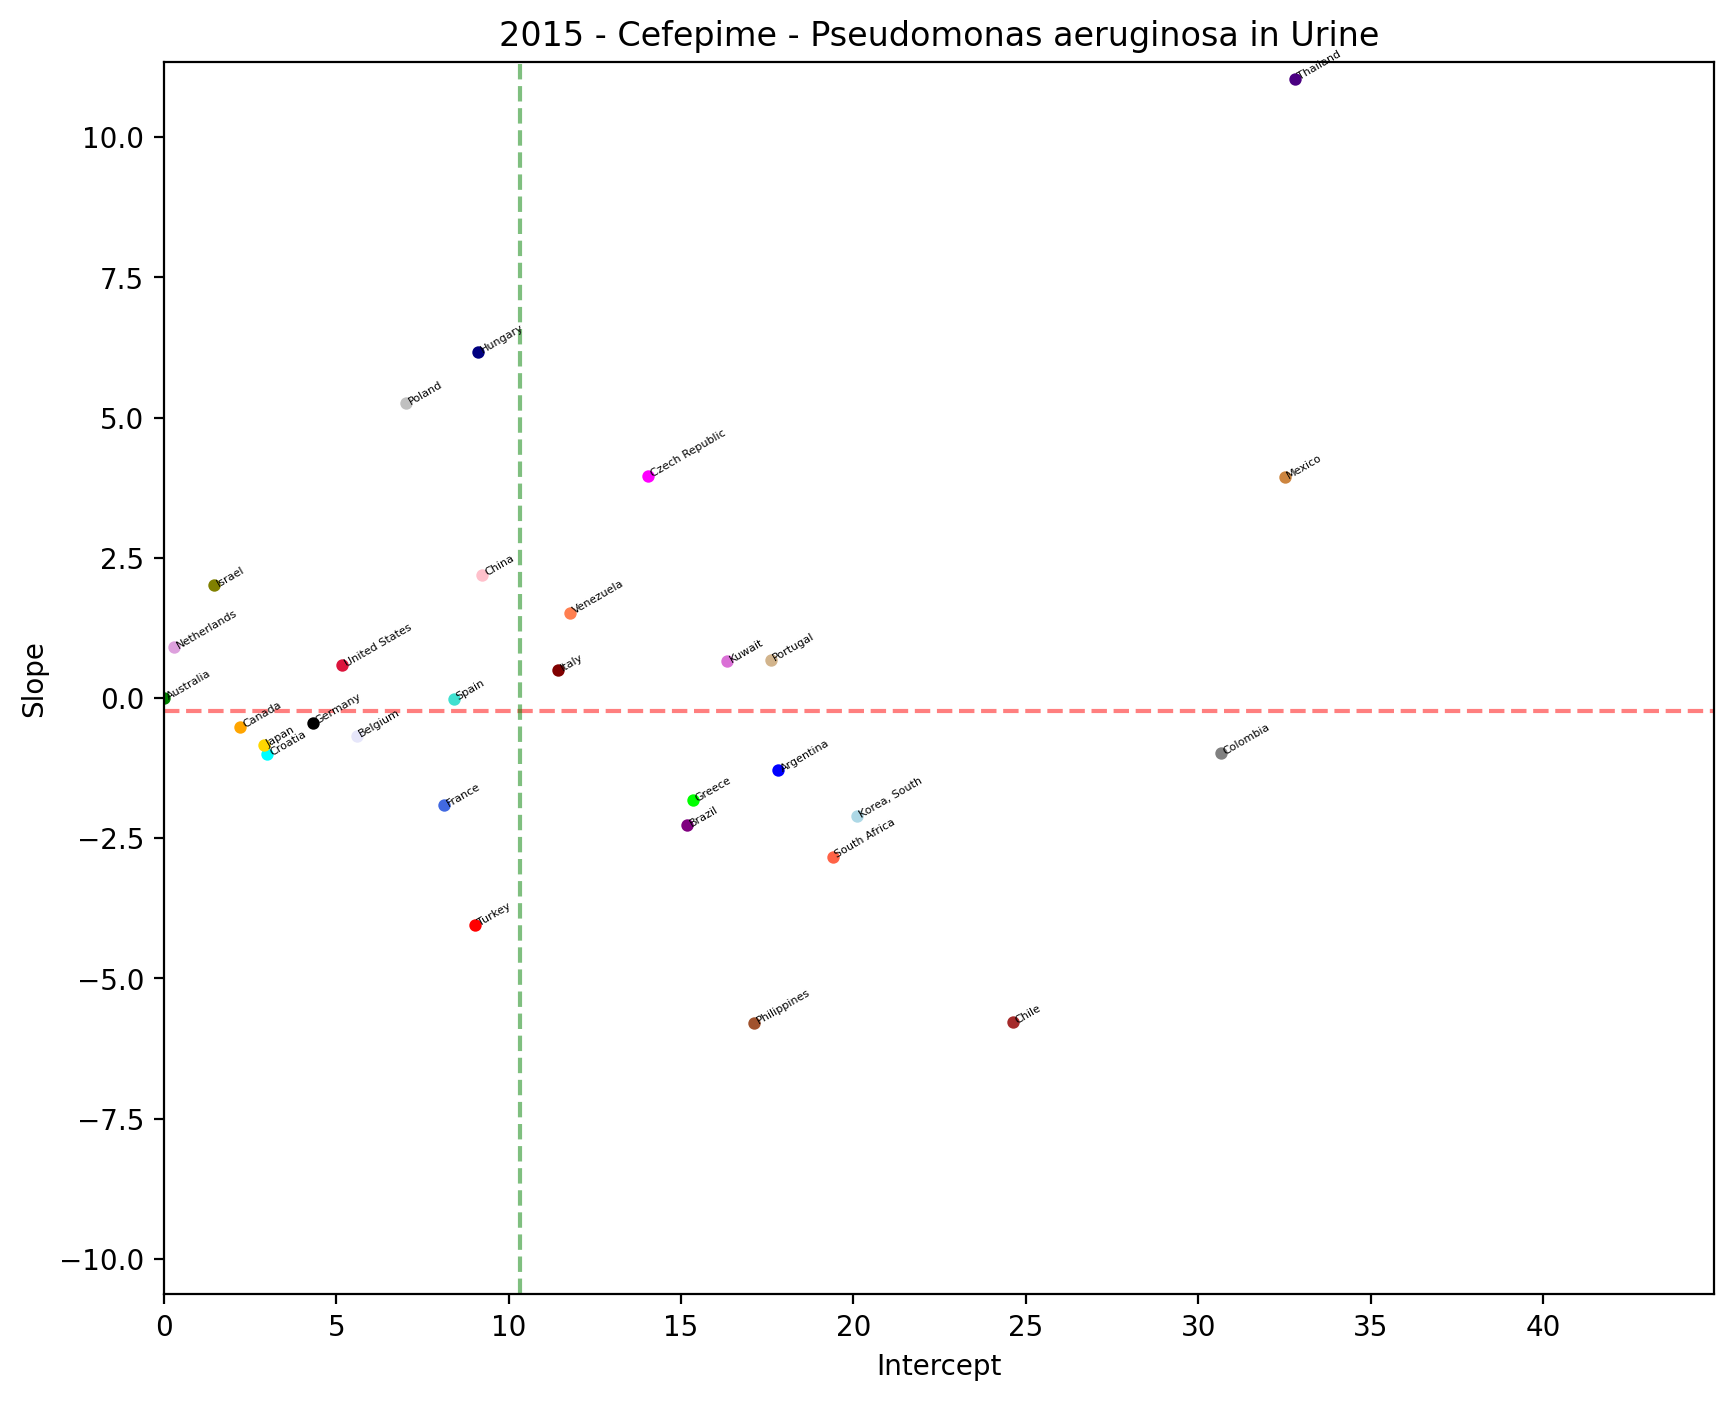 2015 - Cefepime - Pseudomonas aeruginosa in Urine
Thailand
10.0
7.5
Hungary
Poland
5.0
Czech Republic
Mexico
2.5
China
Israel
Venezuela
Netherlands
United States
Kuwait
Portugal
Italy
Slope
0.0
Australia
Spain
Canada
Germany
Belgium
Japan
Croatia
Colombia
Argentina
France
Greece
Korea, South
Brazil
−2.5
South Africa
Turkey
−5.0
Philippines
Chile
−7.5
−10.0
0 5 10 15 20 25 30 35 40
Intercept